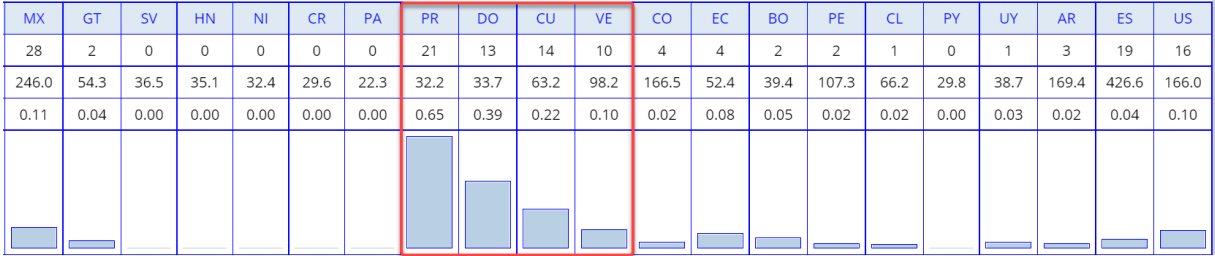 MX GT SV HN NI CR PA PR DO CU VE CO EC BO PE CL PY UY AR ES US
28 2 0 0 0 0 0 21 13 14 10 4 4 2 2 1 0 1 3 19 16
246.0 54.3 36.5 35.1 32.4 29.6 22.3 32.2 33.7 63.2 98.2 166.5 52.4 39.4 107.3 66.2 29.8 38.7 169.4 426.6 166.0
0.11 0.04 0.00 0.00 0.00 0.00 0.00 0.65 0.39 0.22 0.10 0.02 0.08 0.05 0.02 0.02 0.00 0.03 0.02 0.04 0.10